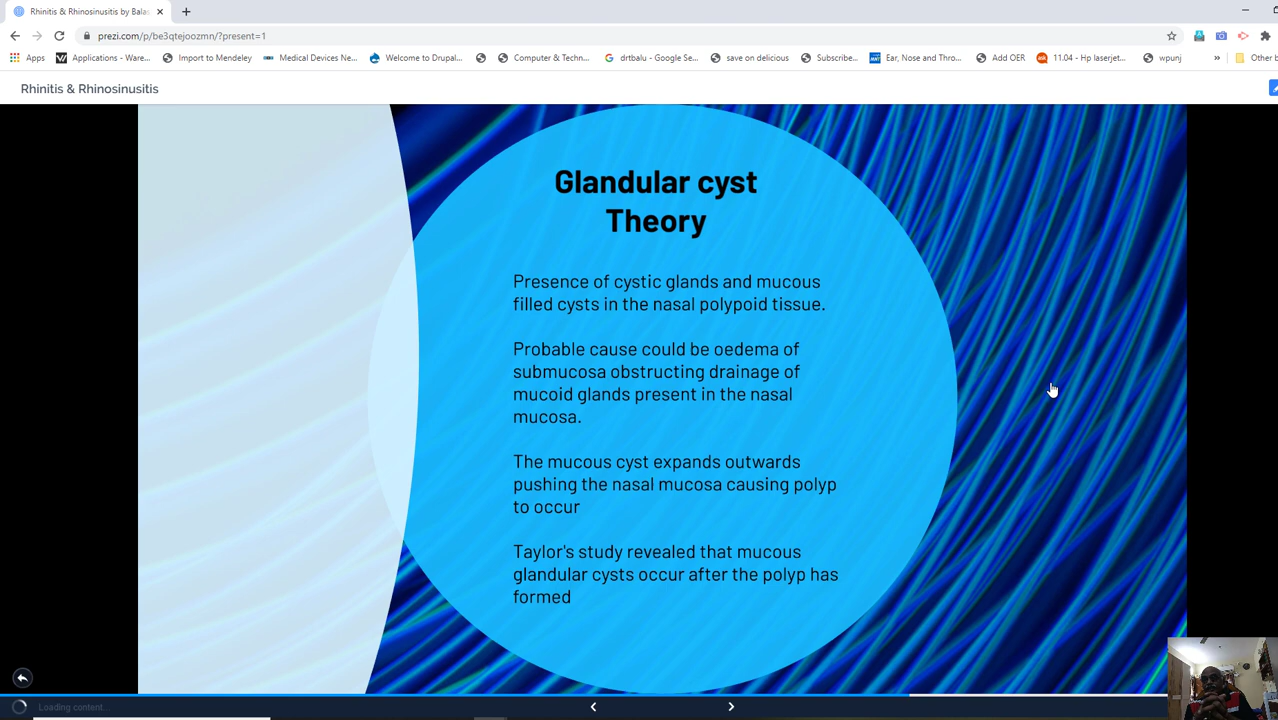 Rhinitis & Rhinosinusitis by Balas
prezi.com/p/be3qtejoozmn/?present=1
Apps
Applications - Ware...
Import to Mendeley
Medical Devices Ne...
Welcome to Drupal...
Computer & Techn...
drtbalu - Google Se...
save on delicious
Subscribe...
Ear, Nose and Thro...
Add OER
11.04 - Hp laserjet...
wpunj
»
Other b
Rhinitis & Rhinosinusitis
Glandular cyst
Theory
Presence of cystic glands and mucous
filled cysts in the nasal polypoid tissue.
Probable cause could be oedema of
submucosa obstructing drainage of
mucoid glands present in the nasal
mucosa.
The mucous cyst expands outwards
pushing the nasal mucosa causing polyp
to occur
Taylor's study revealed that mucous
glandular cysts occur after the polyp has
formed
Loading content...